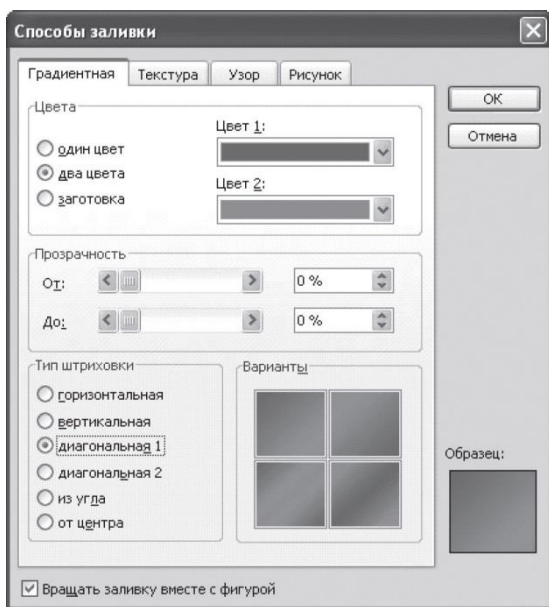 Способы заливки
Градиентная Текстура Узор Рисунок
ОК
Отмена
Цвета
один цвет
два цвета
заготовка
Цвет 1:
Цвет 2:
Прозрачность
От: 0 %
До: 0 %
Тип штриховки
горизонтальная
вертикальная
диагональная 1
диагональная 2
из угла
от центра
Варианты
Образец:
Вращать заливку вместе с фигурой